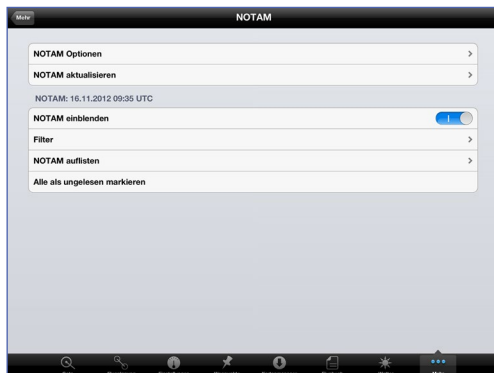 Mehr
NOTAM
NOTAM Optionen
NOTAM aktualisieren
NOTAM: 16.11.2012 09:35 UTC
NOTAM einblenden
Filter
NOTAM auflisten
Alle als ungelesen markieren